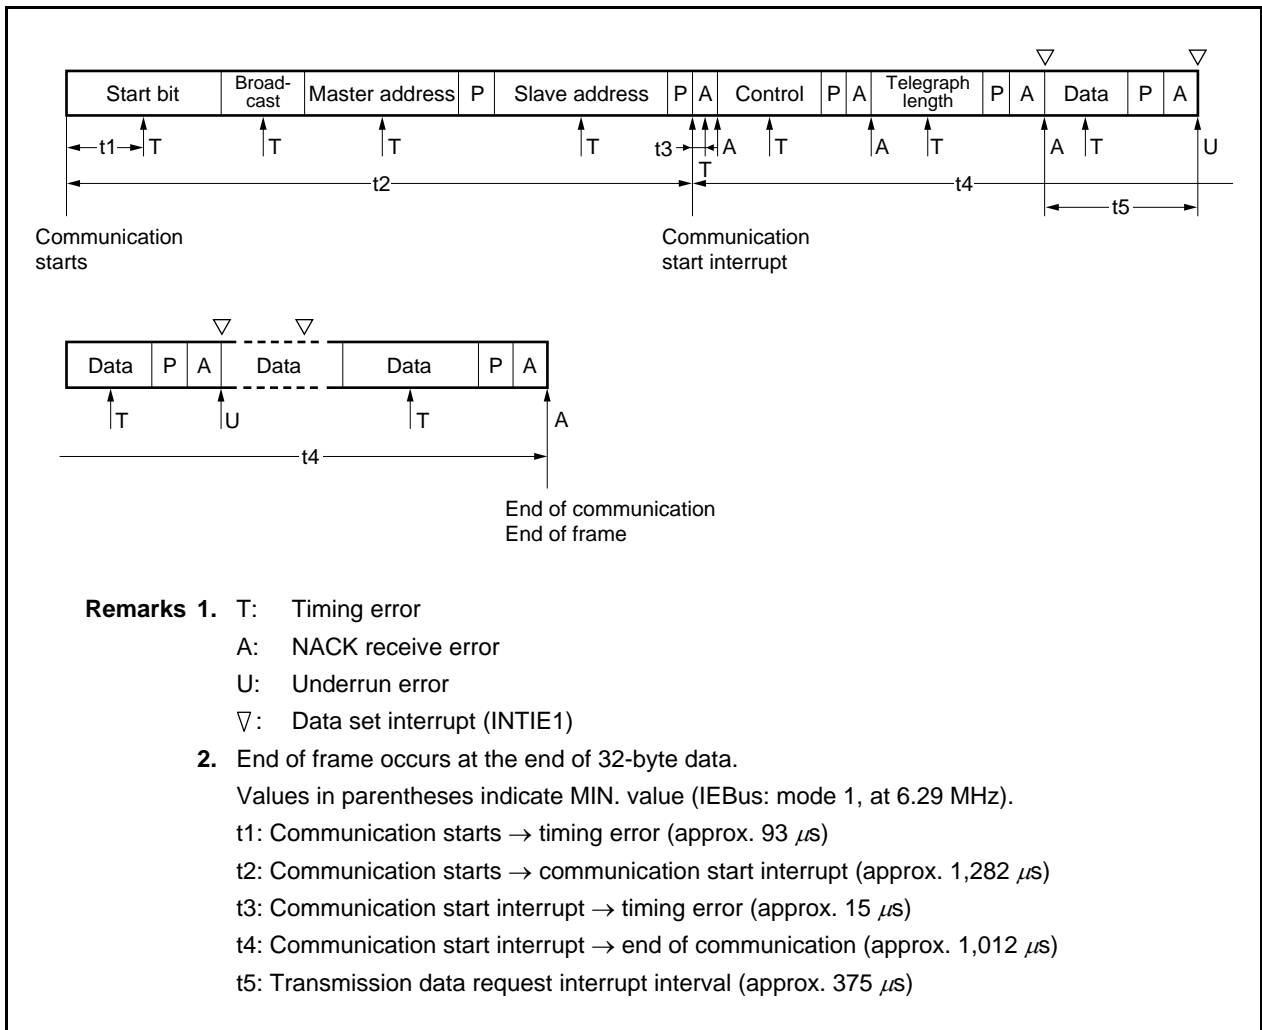 Start bit Broad-cast Master address P Slave address P A Control P A Telegraph length P A Data P A
t1 T T T T t3 T A T A T A T U
t2 t4
t5
Communication starts
Communication start interrupt
Data P A Data Data P A
T U T A
t4
End of communication
End of frame
Remarks 1. T: Timing error
A: NACK receive error
U: Underrun error
▽: Data set interrupt (INTIE1)
2. End of frame occurs at the end of 32-byte data.
Values in parentheses indicate MIN. value (IEBus: mode 1, at 6.29 MHz).
t1: Communication starts → timing error (approx. 93 μs)
t2: Communication starts → communication start interrupt (approx. 1,282 μs)
t3: Communication start interrupt → timing error (approx. 15 μs)
t4: Communication start interrupt → end of communication (approx. 1,012 μs)
t5: Transmission data request interrupt interval (approx. 375 μs)